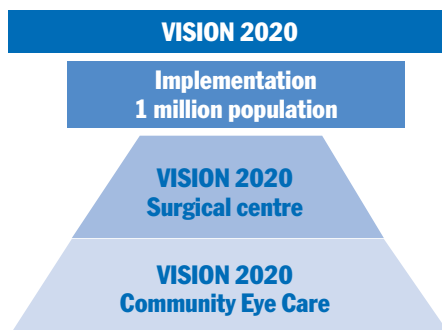 VISION 2020
Implementation
1 million population
VISION 2020
Surgical centre
VISION 2020
Community Eye Care